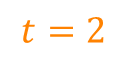 t = 2